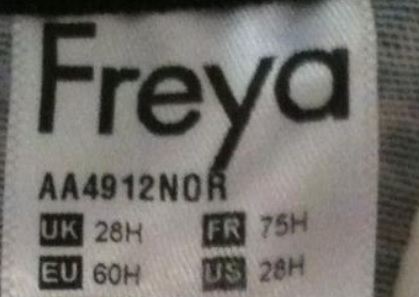 Freya
AA4912NOR
UK 28H FR 75H
EU 60H US 28H